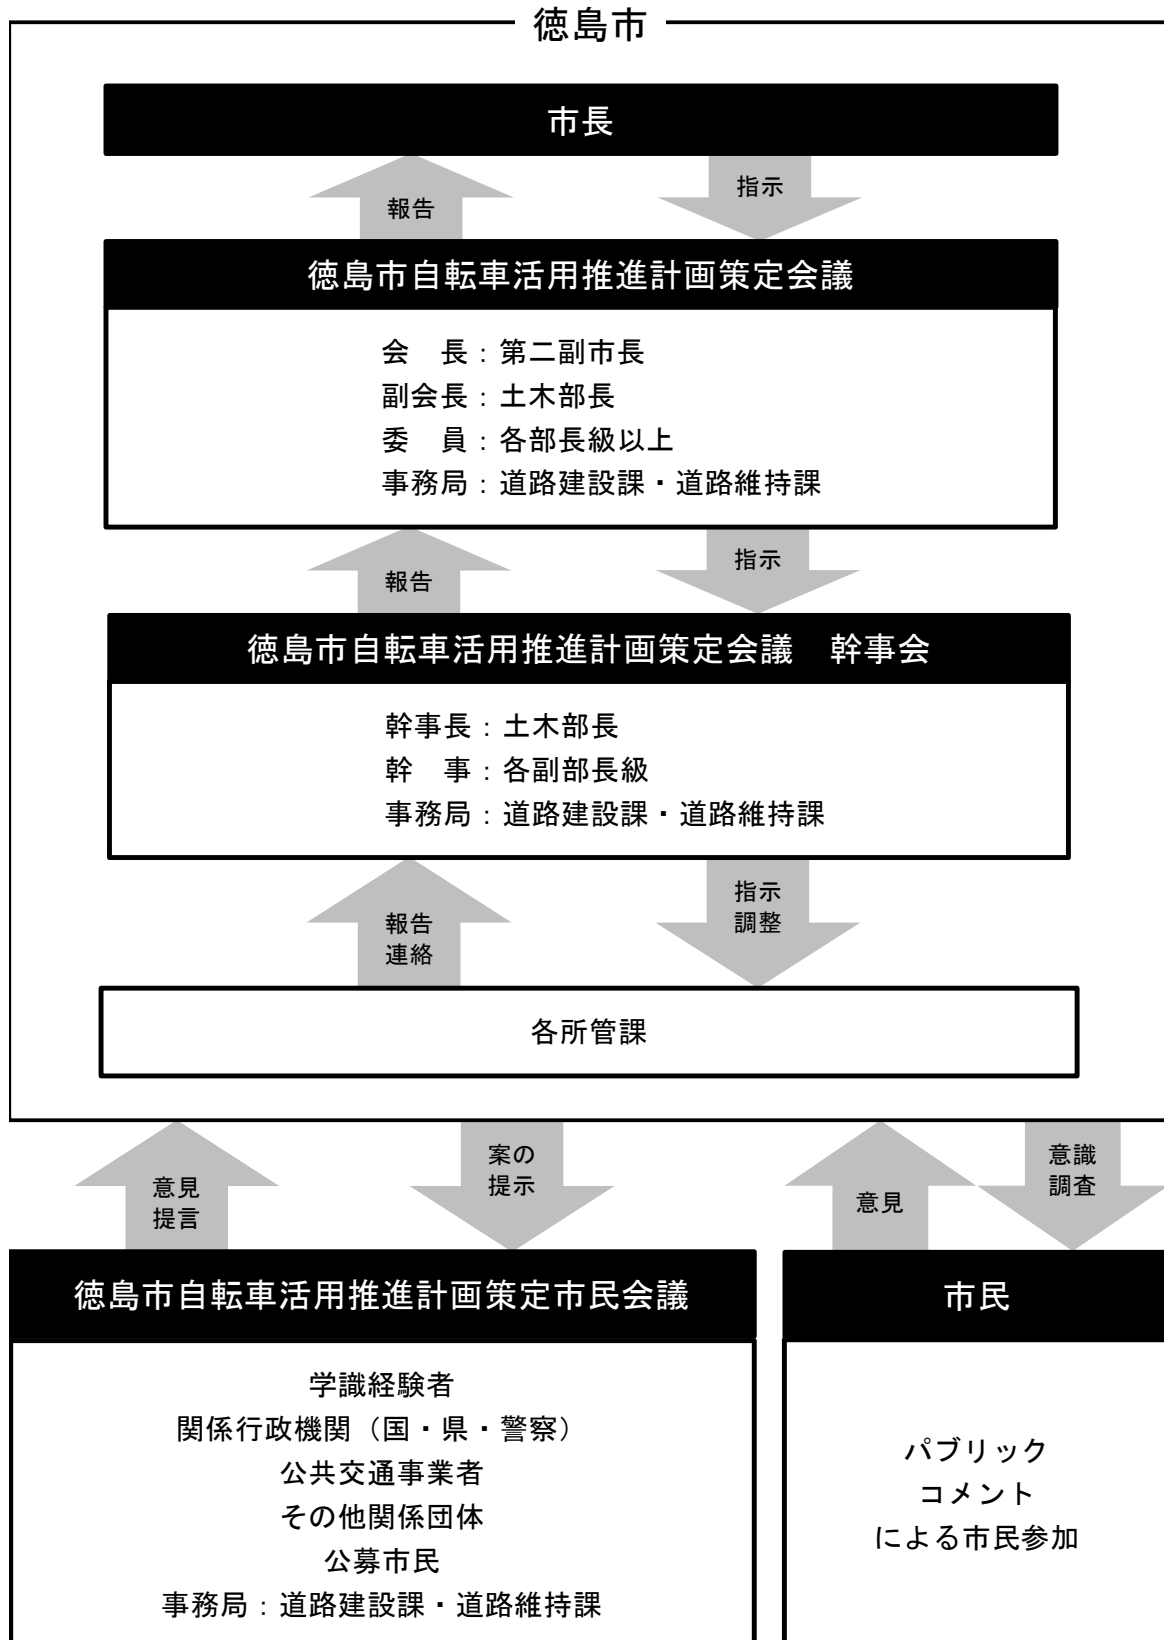 徳島市
市長
報告
指示
徳島市自転車活用推進計画策定会議
会　長：第二副市長
副会長：土木部長
委　員：各部長級以上
事務局：道路建設課・道路維持課
報告
指示
徳島市自転車活用推進計画策定会議　幹事会
幹事長：土木部長
幹　事：各副部長級
事務局：道路建設課・道路維持課
報告
連絡
指示
調整
各所管課
意見
提言
案の
提示
意見
意識
調査
徳島市自転車活用推進計画策定市民会議
学識経験者
関係行政機関（国・県・警察）
公共交通事業者
その他関係団体
公募市民
事務局：道路建設課・道路維持課
市民
パブリック
コメント
による市民参加